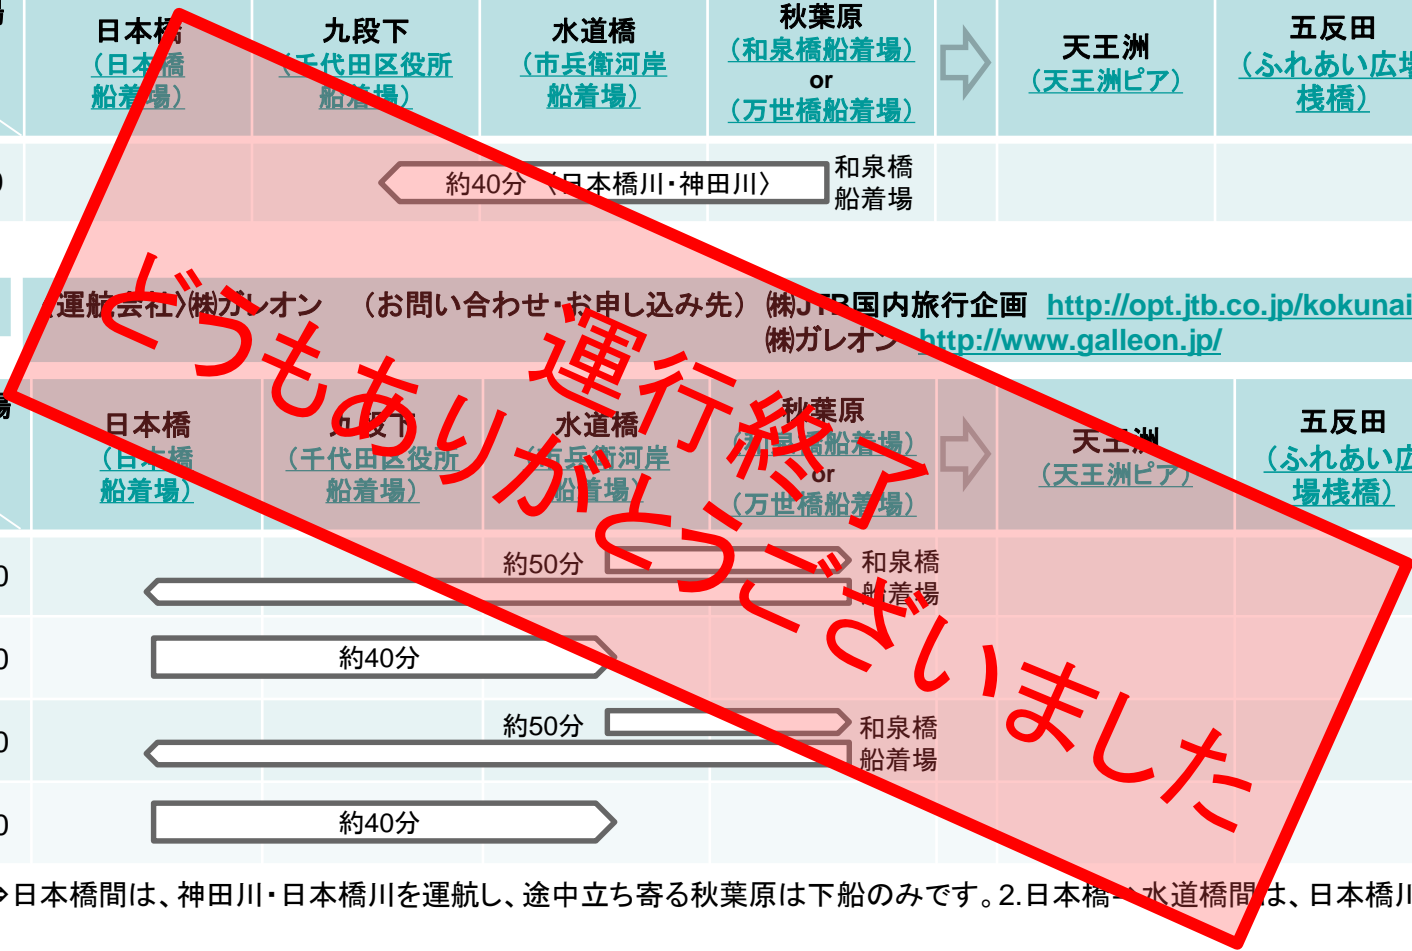 場
日本橋
（日本橋
船着場）
九段下
（千代田区役所
船着場）
水道橋
（市兵衛河岸
船着場）
秋葉原
（和泉橋船着場）
or
（万世橋船着場）
天王洲
（天王洲ピア）
五反田
（ふれあい広場
桟橋）
約40分 〈日本橋川・神田川〉
和泉橋
船着場
〈運航会社〉㈱ガレオン （お問い合わせ・お申し込み先）㈱JTB国内旅行企画 http://opt.jtb.co.jp/kokunai
㈱ガレオン http://www.galleon.jp/
場
日本橋
（日本橋
船着場）
九段下
（千代田区役所
船着場）
水道橋
（市兵衛河岸
船着場）
秋葉原
（和泉橋船着場）
or
（万世橋船着場）
天王洲
（天王洲ピア）
五反田
（ふれあい広
場桟橋）
0
約50分
和泉橋
船着場
0
約40分
0
約50分
和泉橋
船着場
0
約40分
運行終了
どうもありがとうございました
⇔日本橋間は、神田川・日本橋川を運航し、途中立ち寄る秋葉原は下船のみです。2.日本橋⇔水道橋間は、日本橋川